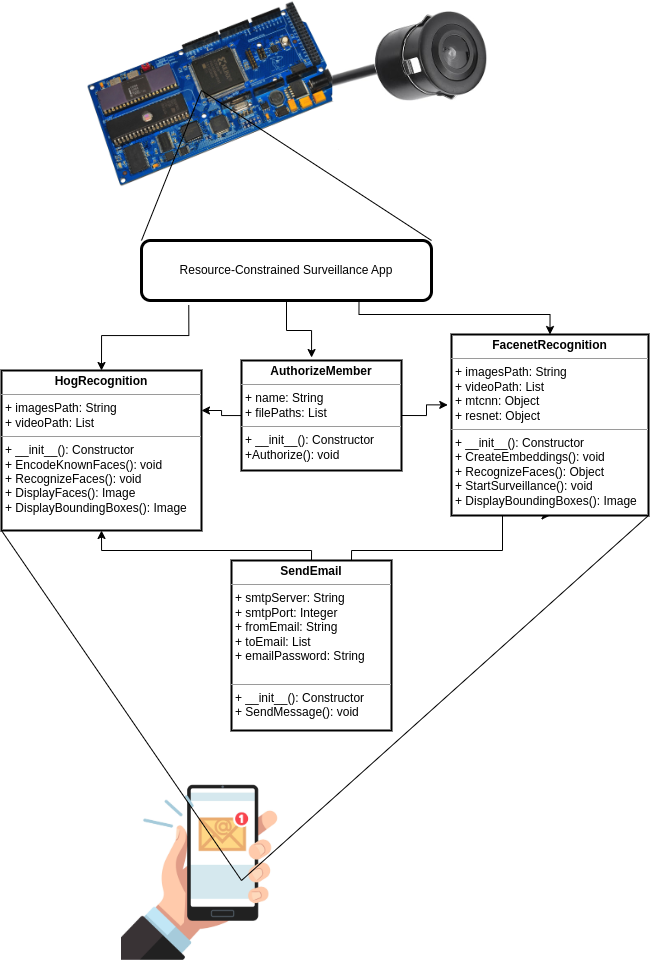 Resource-Constrained Surveillance App
HogRecognition
+ imagesPath: String
+ videoPath: List
+ __init__(): Constructor
+ EncodeKnownFaces(): void
+ RecognizeFaces(): void
+ DisplayFaces(): Image
+ DisplayBoundingBoxes(): Image
AuthorizeMember
+ name: String
+ filePaths: List
+ __init__(): Constructor
+Authorize(): void
FacenetRecognition
+ imagesPath: String
+ videoPath: List
+ mtcnn: Object
+ resnet: Object
+ __init__(): Constructor
+ CreateEmbeddings(): void
+ RecognizeFaces(): Object
+ StartSurveillance(): void
+ DisplayBoundingBoxes(): Image
SendEmail
+ smtpServer: String
+ smtpPort: Integer
+ fromEmail: String
+ toEmail: List
+ emailPassword: String
+ __init__(): Constructor
+ SendMessage(): void
@
1